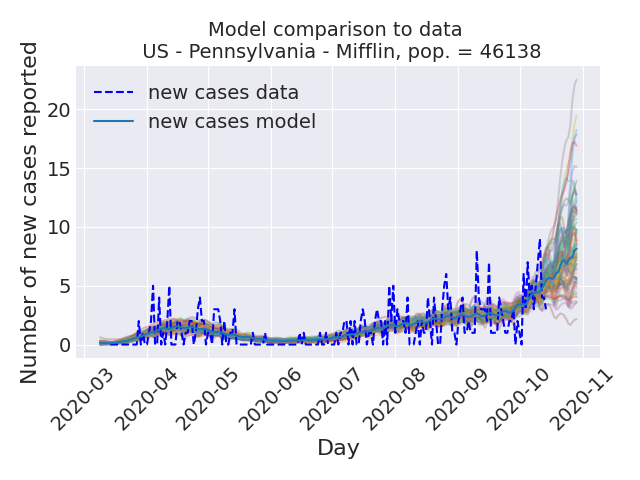 Model comparison to data
US - Pennsylvania - Mifflin, pop. = 46138
Number of new cases reported
new cases data
new cases model
20
15
10
5
0
2020-03
2020-04
2020-05
2020-06
2020-07
2020-08
2020-09
2020-10
2020-11
Day